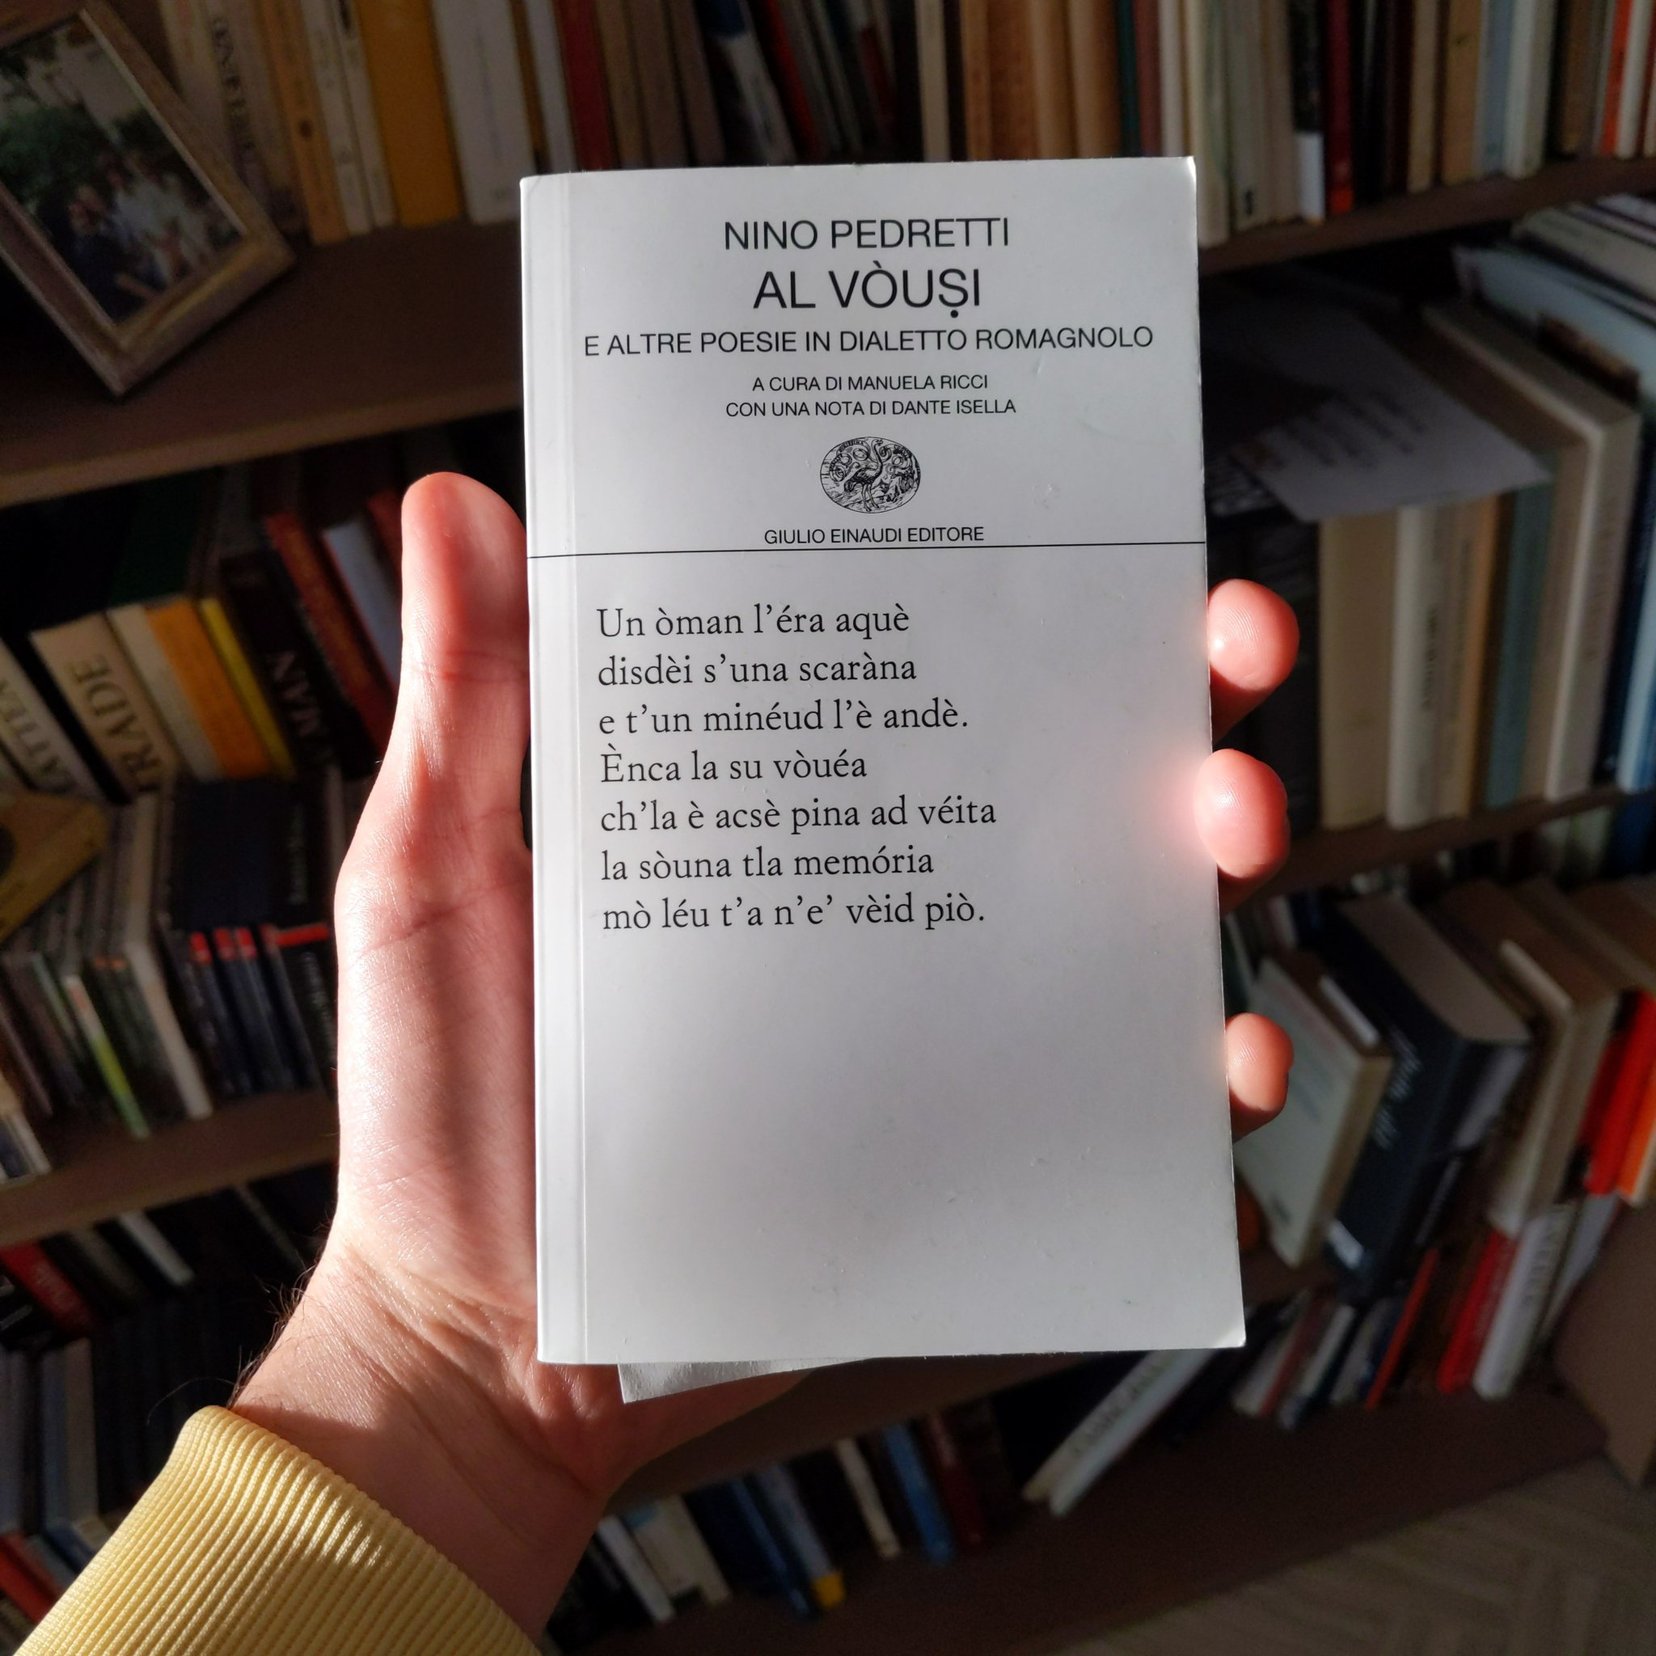 NINO PEDRETTI
AL VÒUṢI
E ALTRE POESIE IN DIALETTO ROMAGNOLO
A CURA DI MANUELA RICCI
CON UNA NOTA DI DANTE ISELLA
GIULIO EINAUDI EDITORE
Un òman l’éra aquè
disdèi s’una scaràna
e t’un minéud l’è andè.
Ènca la su vòuéa
ch’la è acsè pina ad véita
la sòuna tla memória
mò léu t’a n’e’ vèid piò.